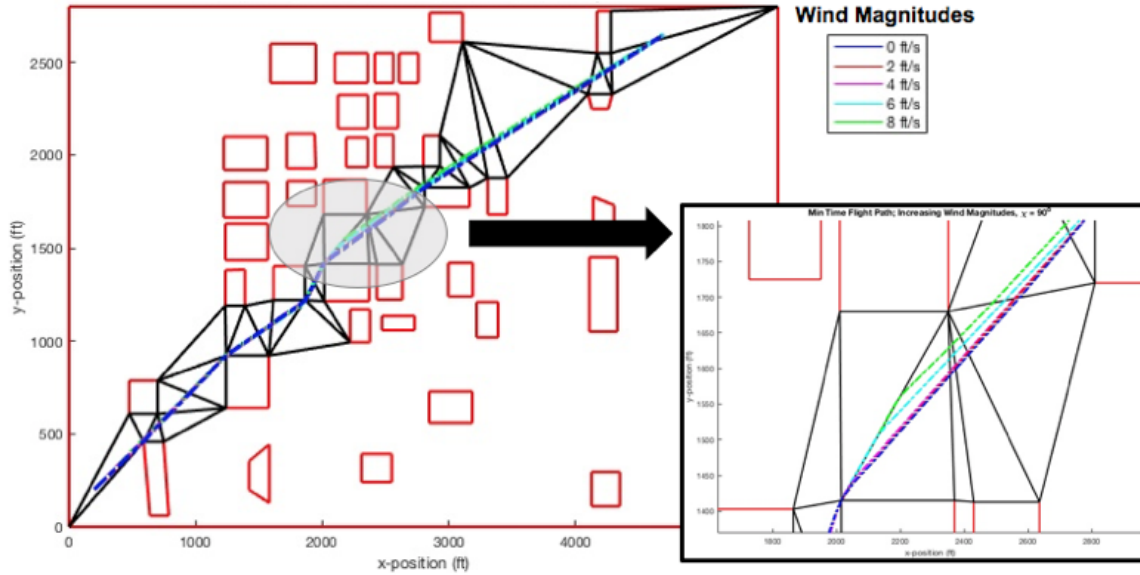 Wind Magnitudes
0 ft/s
2 ft/s
4 ft/s
6 ft/s
8 ft/s
2500
2000
1500
1000
500
0
y-position (ft)
0
1000
2000
3000
4000
x-position (ft)
Min Time Flight Path; Increasing Wind Magnitudes, χ = 90⁰
1800
1750
1700
1650
1600
1550
1500
1450
1400
y-position (ft)
1800
2000
2200
2400
2600
2800
x-position (ft)